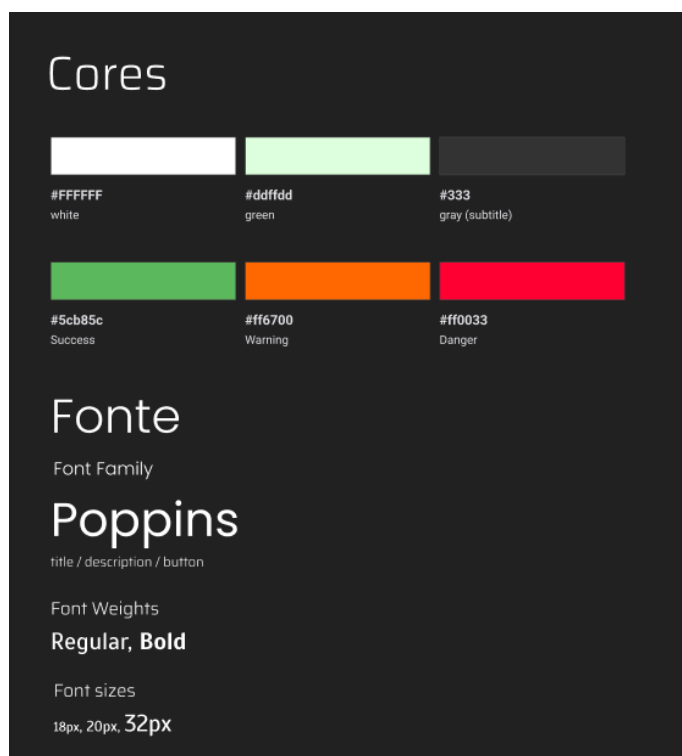 Cores
#FFFFFF #ddffdd #333
white green gray (subtitle)
#5cb85c #ff6700 #ff0033
Success Warning Danger
Fonte
Font Family
Poppins
title / description / button
Font Weights
Regular, Bold
Font sizes
18px, 20px, 32px